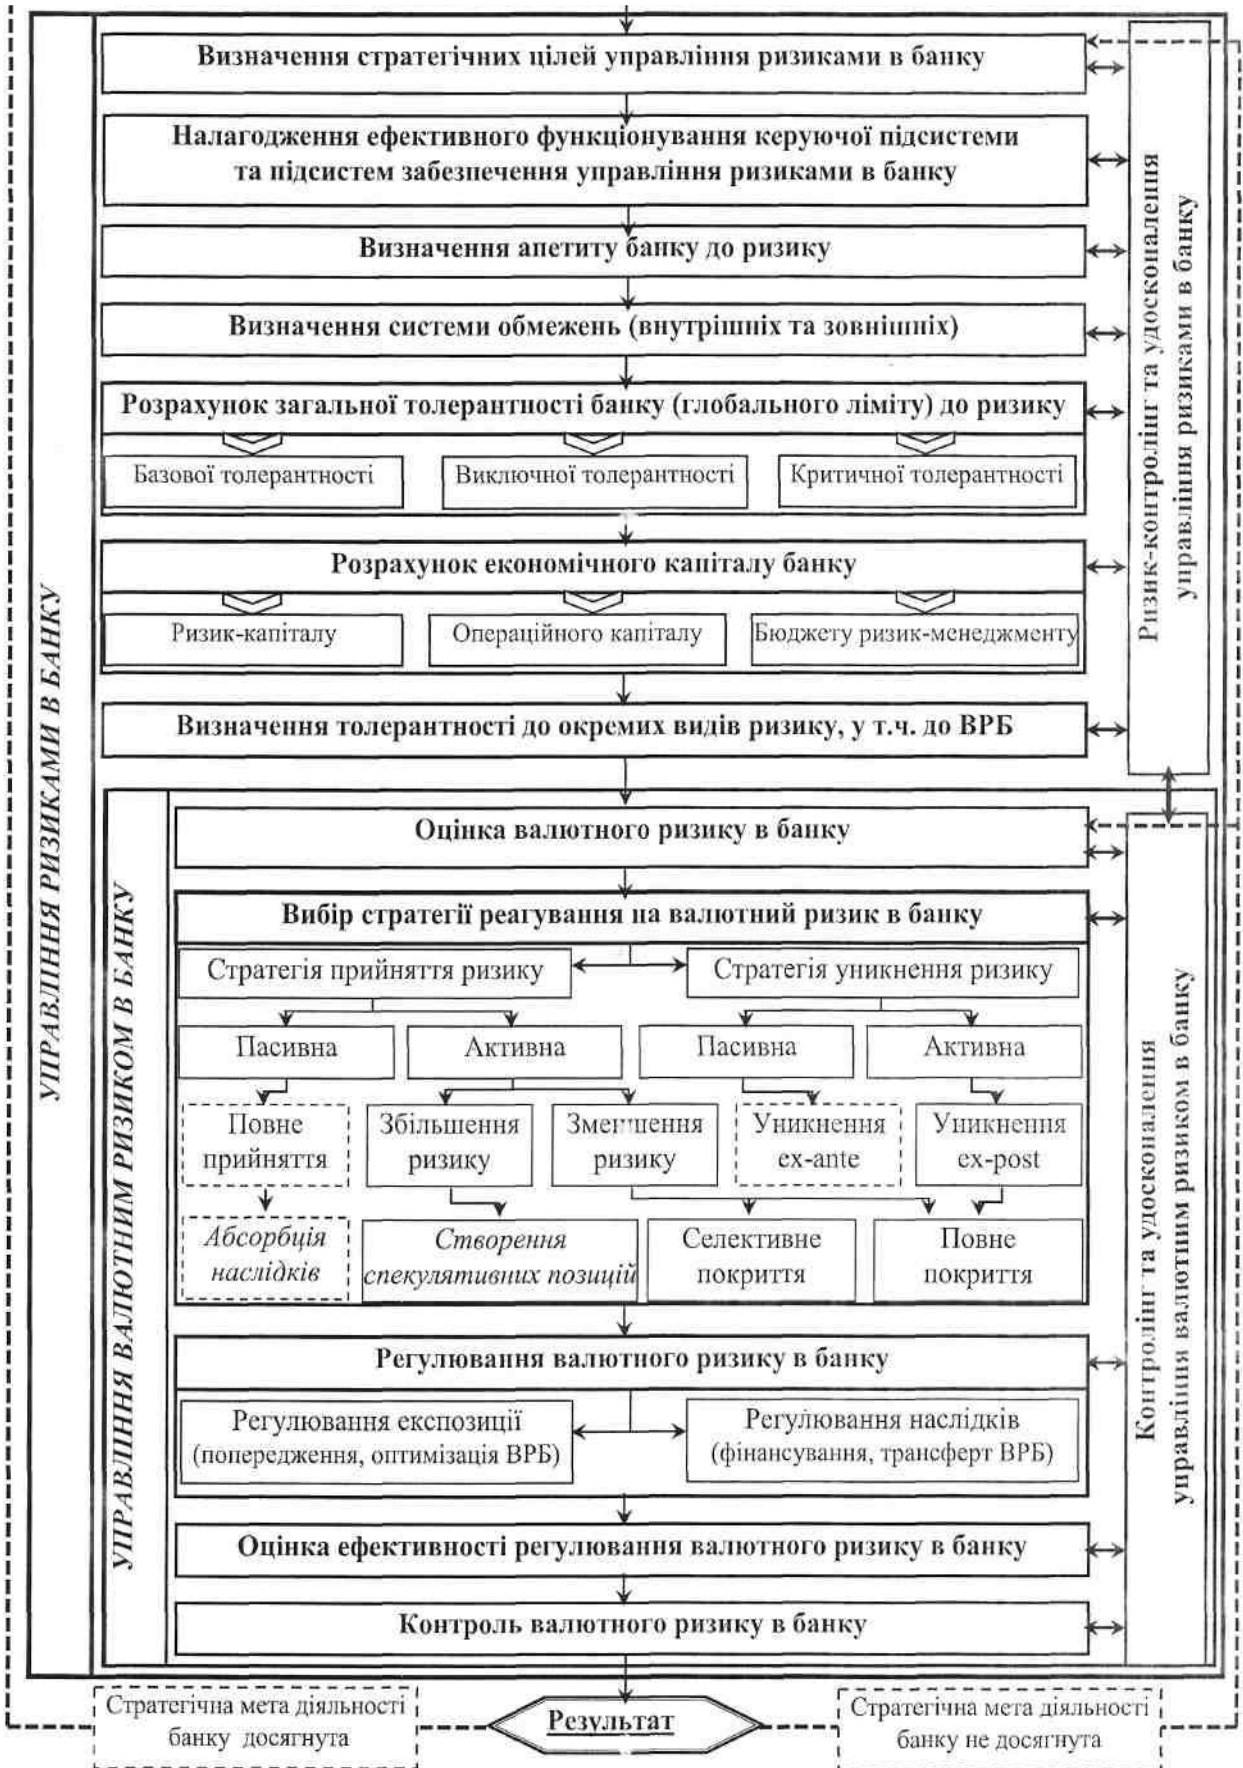 Визначення стратегічних цілей управління ризиками в банку
Налагодження ефективного функціонування керуючої підсистеми
та підсистем забезпечення управління ризиками в банку
Визначення апетиту банку до ризику
Визначення системи обмежень (внутрішніх та зовнішніх)
Розрахунок загальної толерантності банку (глобального ліміту) до ризику
Базової толерантності
Виключної толерантності
Критичної толерантності
Розрахунок економічного капіталу банку
Ризик-капіталу
Операційного капіталу
Бюджету ризик-менеджменту
Визначення толерантності до окремих видів ризику, у т.ч. до ВРБ
Ризик-контролінг та удосконалення
управління ризиками в банку
УПРАВЛІННЯ РИЗИКАМИ В БАНКУ
УПРАВЛІННЯ ВАЛЮТНИМ РИЗИКОМ В БАНКУ
Оцінка валютного ризику в банку
Вибір стратегії реагування на валютний ризик в банку
Стратегія прийняття ризику
Стратегія уникнення ризику
Пасивна
Активна
Пасивна
Активна
Повне
прийняття
Збільшення
ризику
Зменшення
ризику
Уникнення
ex-ante
Уникнення
ex-post
Абсорбція
наслідків
Створення
спекулятивних позицій
Селективне
покриття
Повне
покриття
Регулювання валютного ризику в банку
Регулювання експозиції
(попередження, оптимізація ВРБ)
Регулювання наслідків
(фінансування, трансферт ВРБ)
Оцінка ефективності регулювання валютного ризику в банку
Контроль валютного ризику в банку
Контролінг та удосконалення
управління валютним ризиком в банку
Стратегічна мета діяльності
банку досягнута
Результат
Стратегічна мета діяльності
банку не досягнута